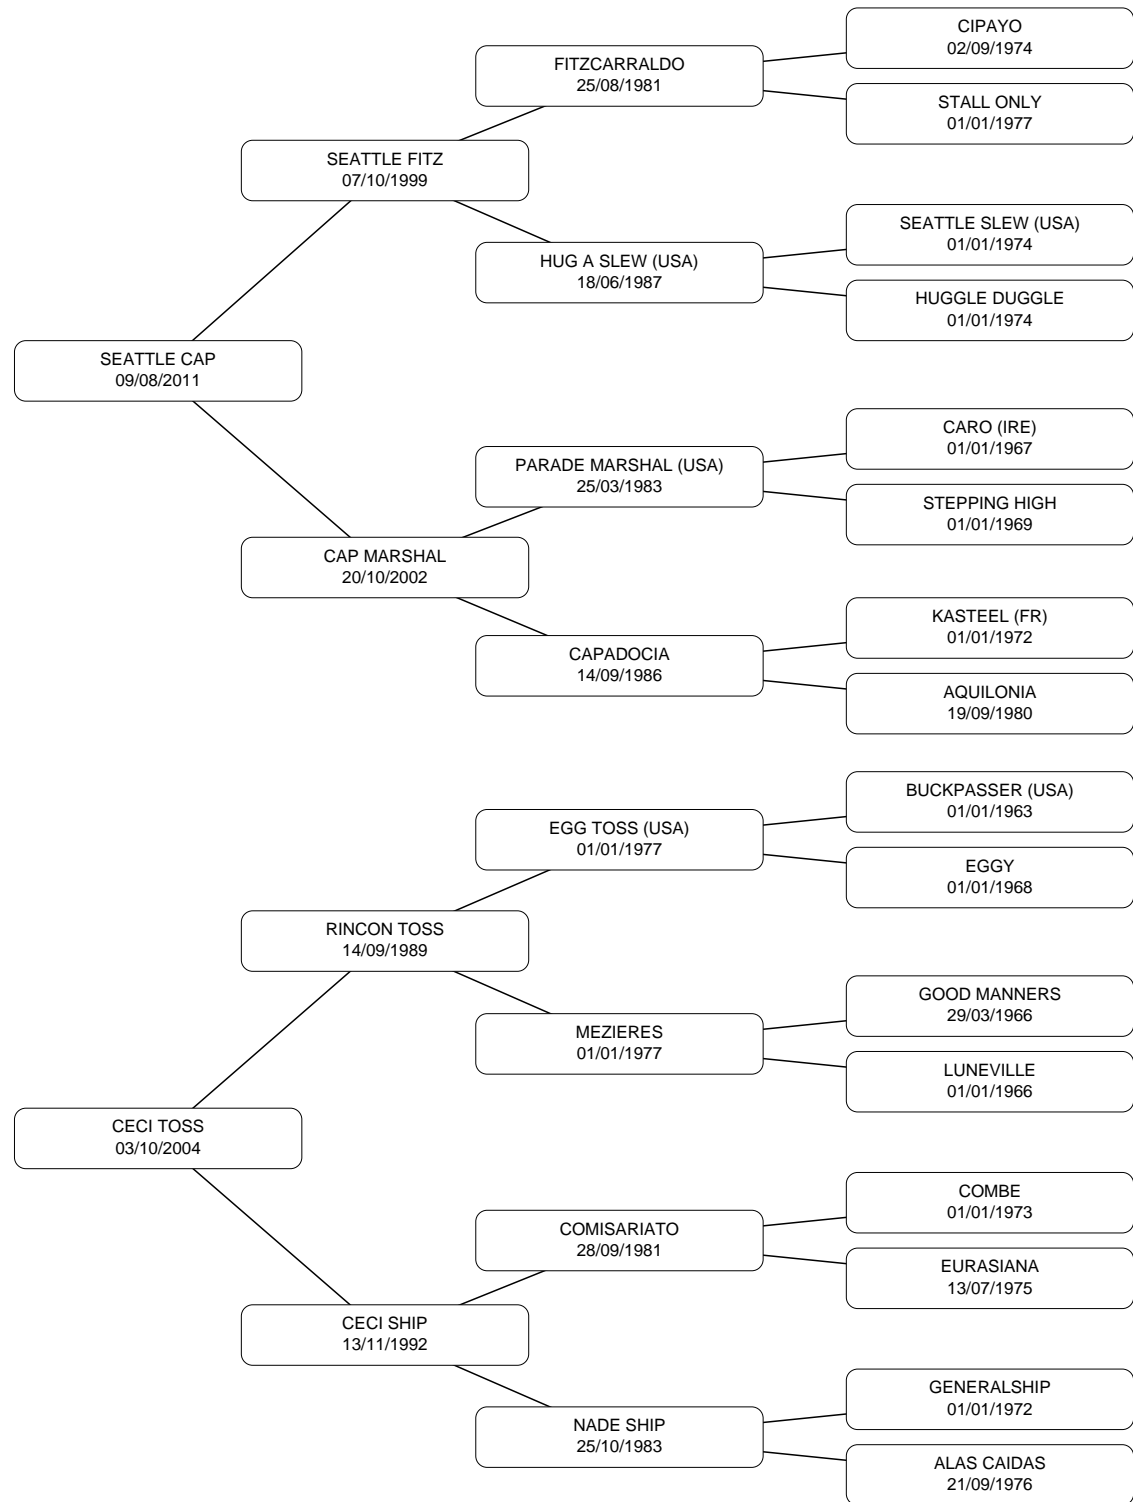 CIPAYO
02/09/1974
FITZCARRALDO
25/08/1981
STALL ONLY
01/01/1977
SEATTLE FITZ
07/10/1999
SEATTLE SLEW (USA)
01/01/1974
HUG A SLEW (USA)
18/06/1987
HUGGLE DUGGLE
01/01/1974
SEATTLE CAP
09/08/2011
CARO (IRE)
01/01/1967
PARADE MARSHAL (USA)
25/03/1983
STEPPING HIGH
01/01/1969
CAP MARSHAL
20/10/2002
KASTEEL (FR)
01/01/1972
CAPADOCIA
14/09/1986
AQUILONIA
19/09/1980
BUCKPASSER (USA)
01/01/1963
EGG TOSS (USA)
01/01/1977
EGGY
01/01/1968
RINCON TOSS
14/09/1989
GOOD MANNERS
29/03/1966
MEZIERES
01/01/1977
LUNEVILLE
01/01/1966
CECI TOSS
03/10/2004
COMBE
01/01/1973
COMISARIATO
28/09/1981
EURASIANA
13/07/1975
CECI SHIP
13/11/1992
GENERALSHIP
01/01/1972
NADE SHIP
25/10/1983
ALAS CAIDAS
21/09/1976